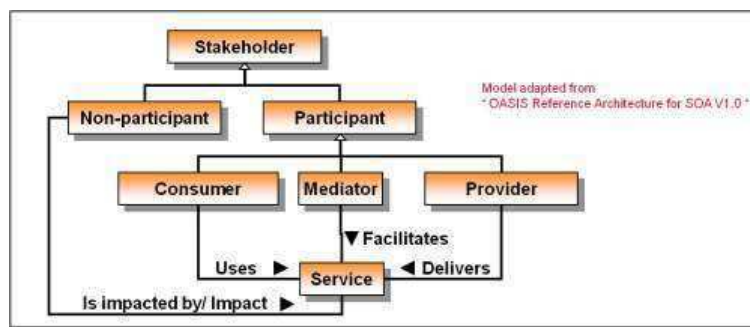 Stakeholder
Model adapted from
" OASIS Reference Architecture for SOA V1.0 "
Non-participant
Participant
Consumer
Mediator
Provider
Facilitates
Uses
Service
Delivers
Is impacted by/ Impact